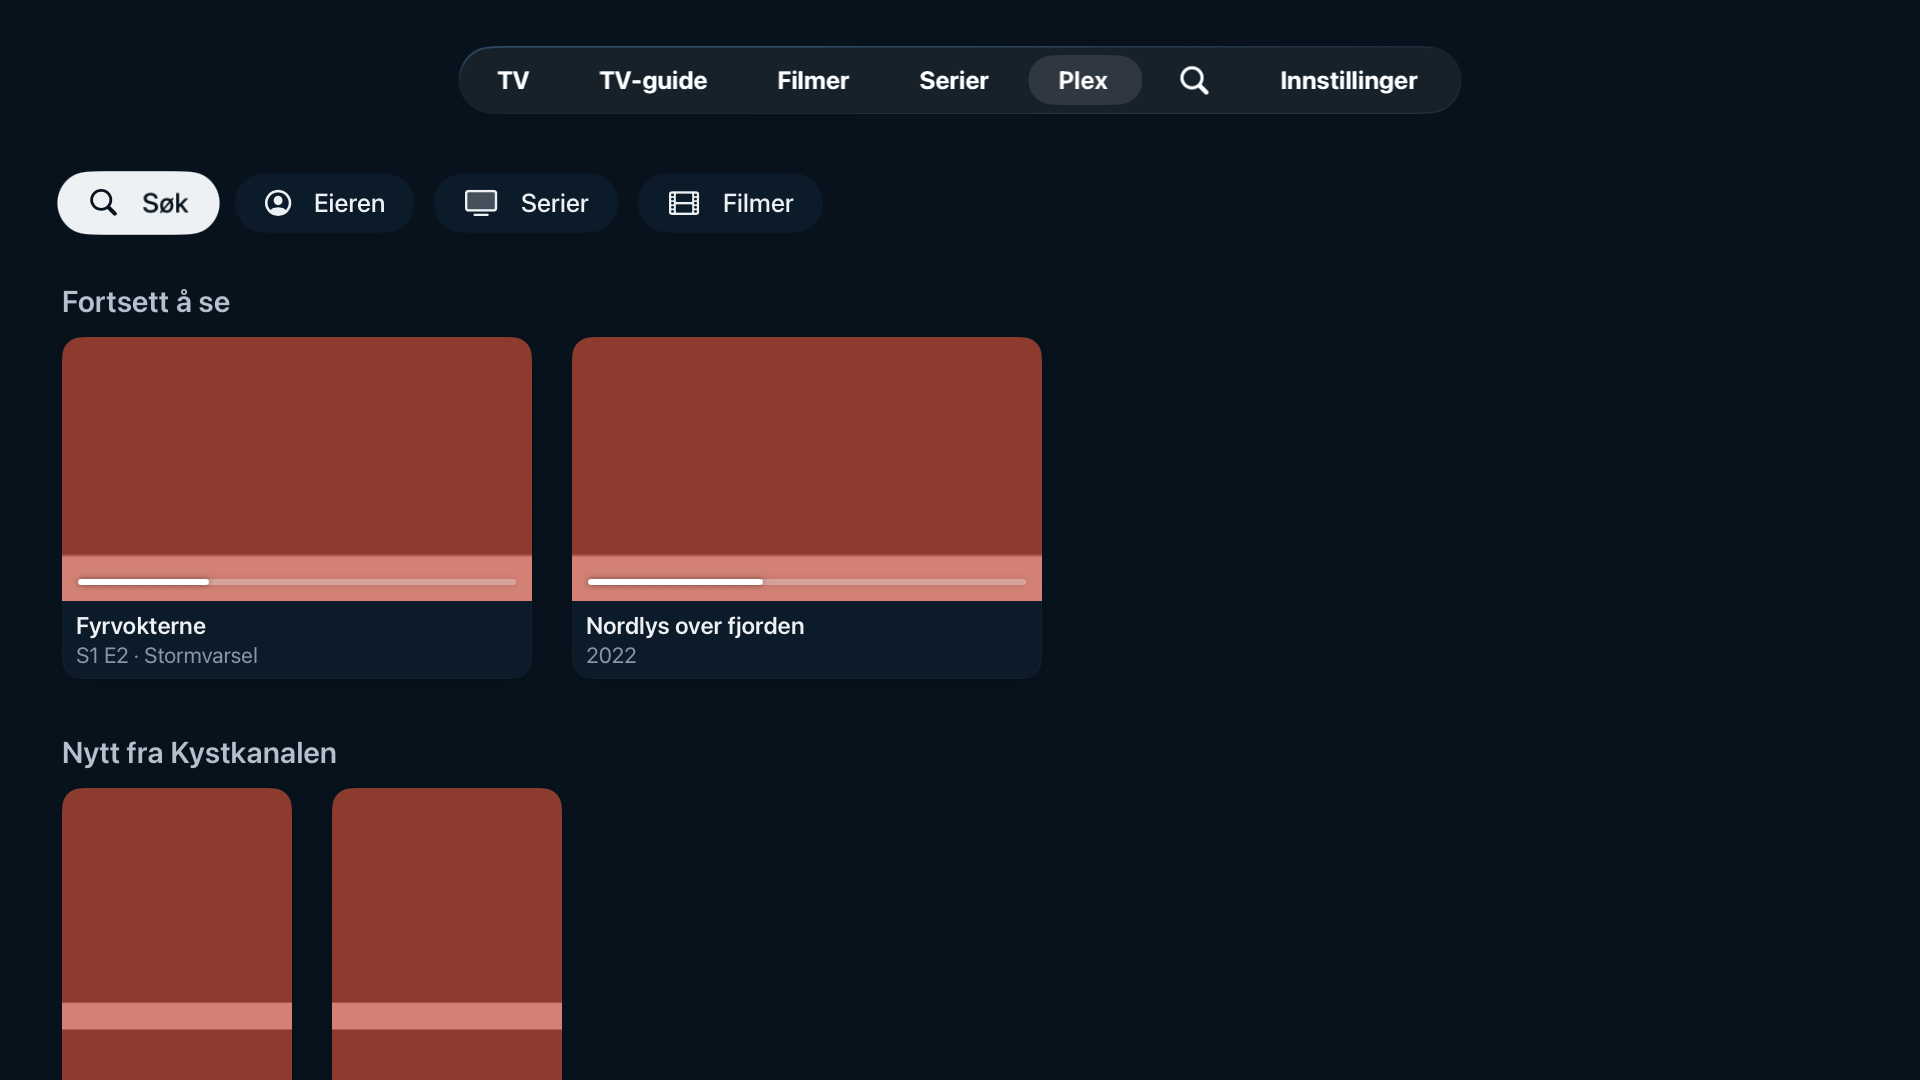 TV TV-guide Filmer Serier Plex Innstillinger
Søk Eieren Serier Filmer
Fortsett å se
Fyrvokterne
S1 E2 · Stormvarsel
Nordlys over fjorden
2022
Nytt fra Kystkanalen